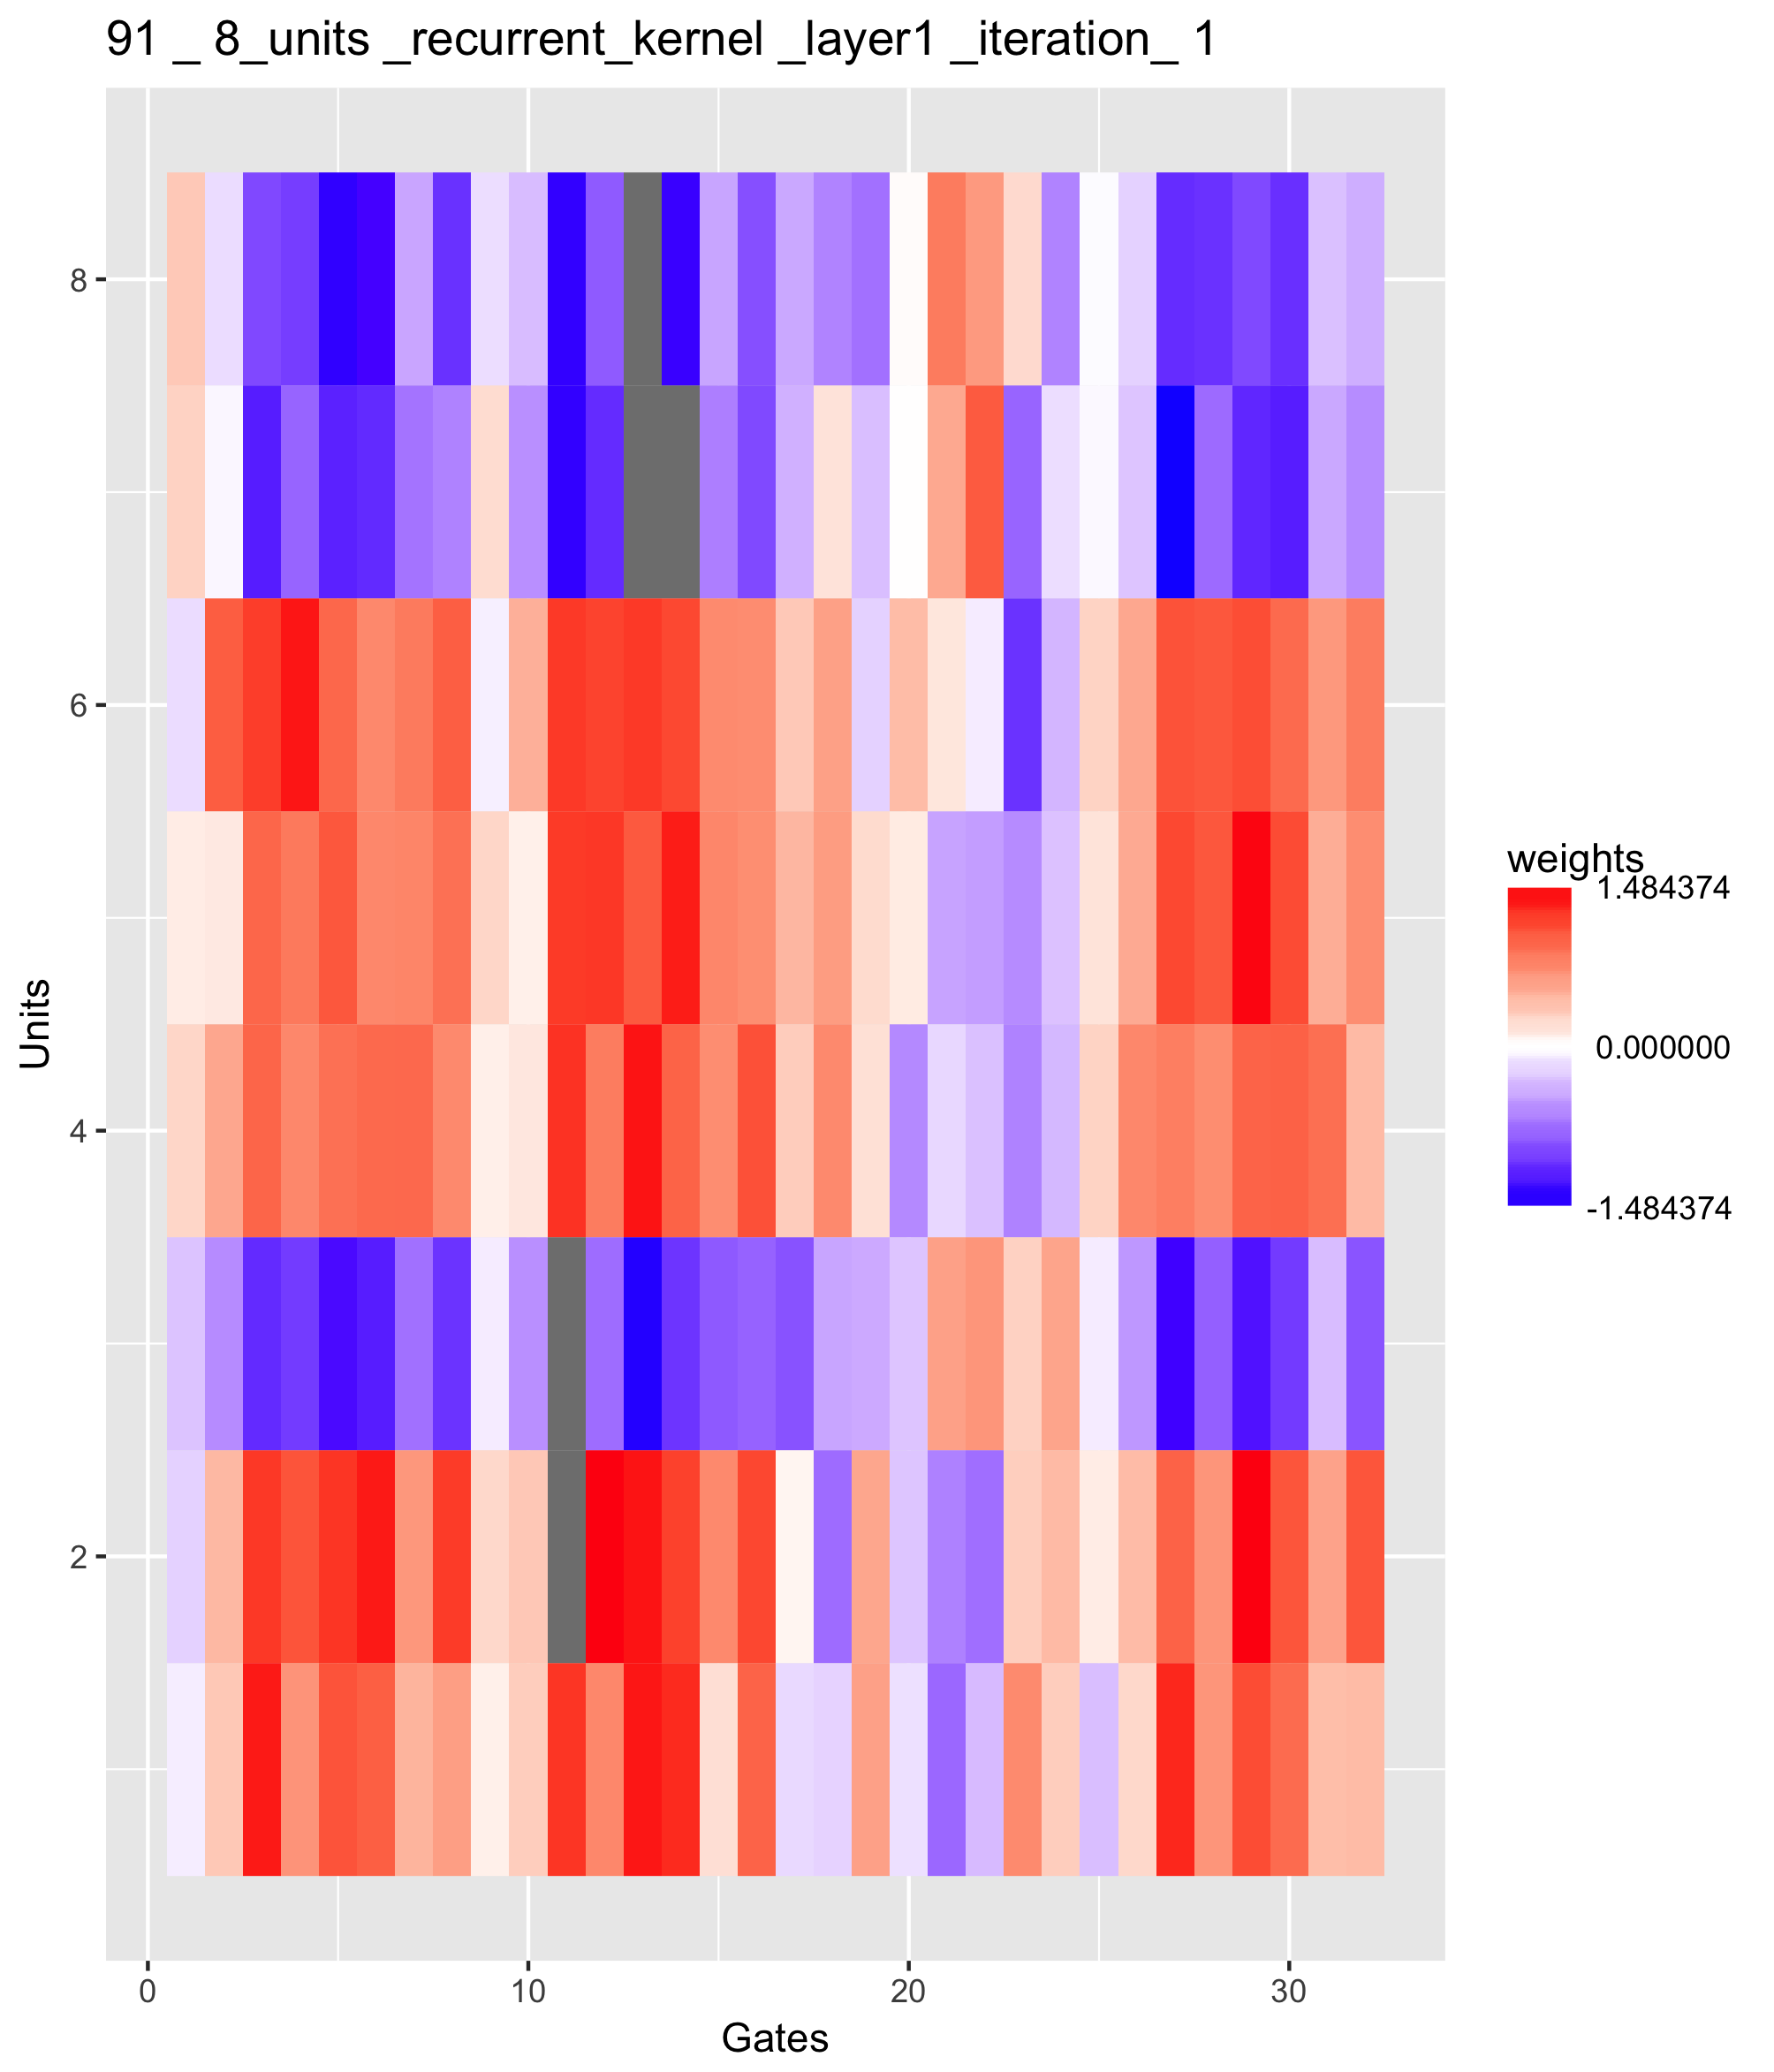 91 _ 8_units _recurrent_kernel _layer1 _iteration_ 1
8
6
4
2
Units
0 10 20 30
Gates
weights
1.484374
0.000000
-1.484374